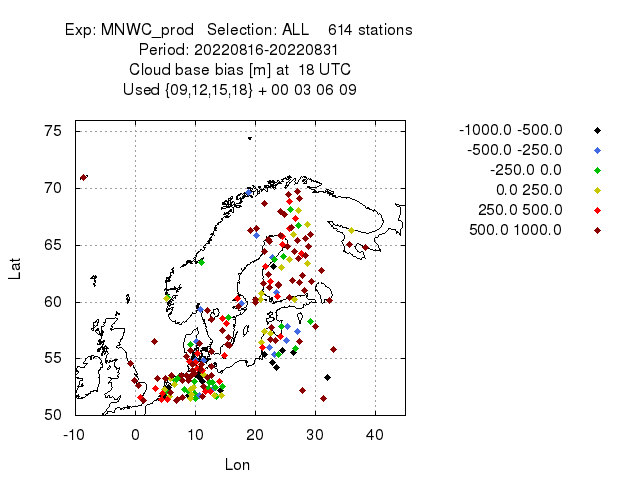 Exp: MNWC_prod   Selection: ALL    614 stations
Period: 20220816-20220831
Cloud base bias [m] at  18 UTC
Used {09,12,15,18} + 00 03 06 09
75
70
65
60
55
50
-10 0 10 20 30 40
Lat
Lon
-1000.0 -500.0
-500.0 -250.0
-250.0 0.0
0.0 250.0
250.0 500.0
500.0 1000.0